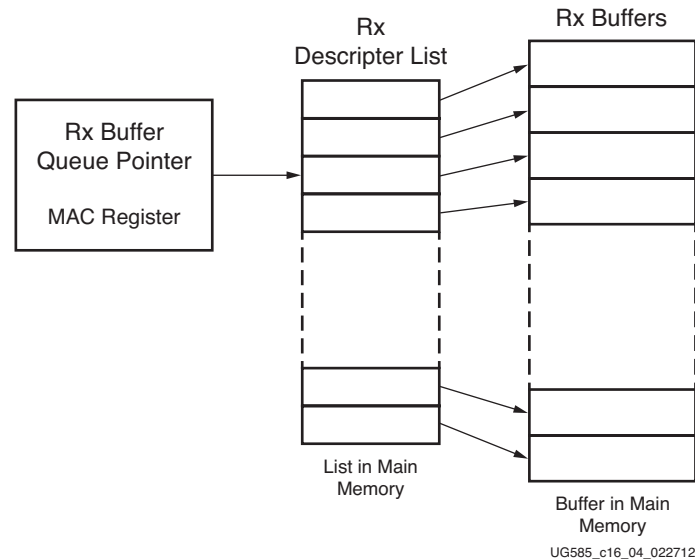 Rx Buffer
Queue Pointer
MAC Register
Rx
Descripter List
Rx Buffers
List in Main
Memory
Buffer in Main
Memory
UG585_c16_04_022712